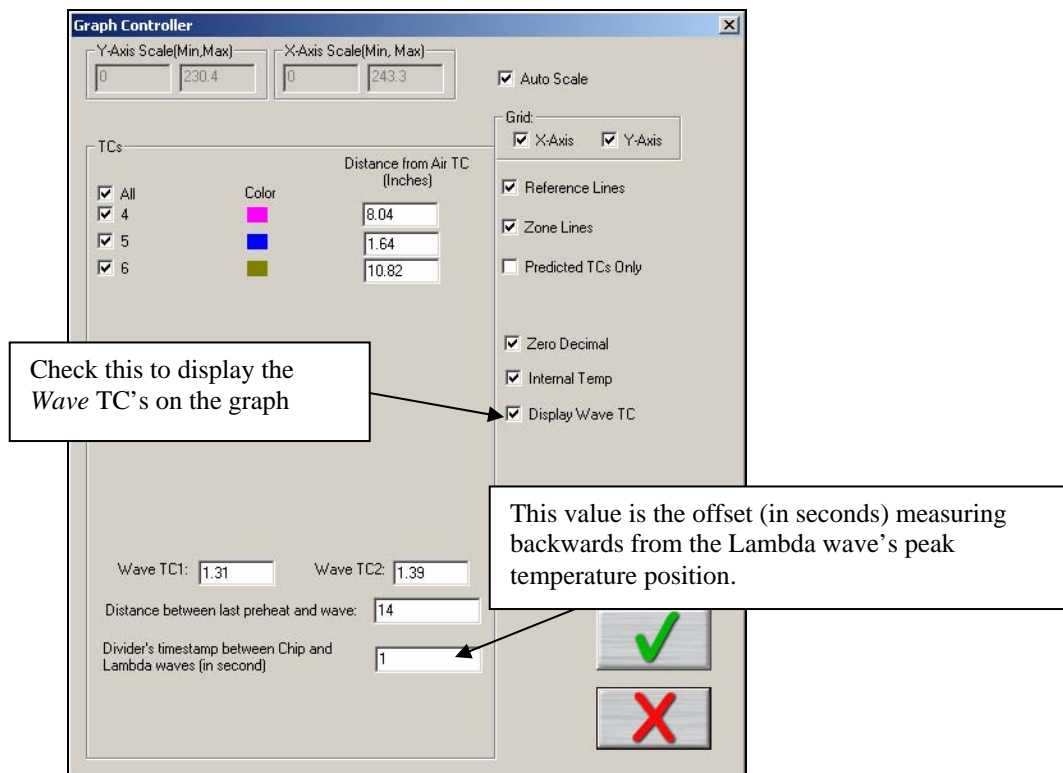 Graph Controller
Y-Axis Scale(Min,Max)
X-Axis Scale(Min, Max)
0
230.4
0
243.3
Auto Scale
Grid:
X-Axis
Y-Axis
TCs
Distance from Air TC
(Inches)
All
Color
4
8.04
5
1.64
6
10.82
Reference Lines
Zone Lines
Predicted TCs Only
Zero Decimal
Internal Temp
Display Wave TC
Check this to display the
Wave TC’s on the graph
This value is the offset (in seconds) measuring
backwards from the Lambda wave’s peak
temperature position.
Wave TC1: 1.31
Wave TC2: 1.39
Distance between last preheat and wave: 14
Divider's timestamp between Chip and
Lambda waves (in second)
1